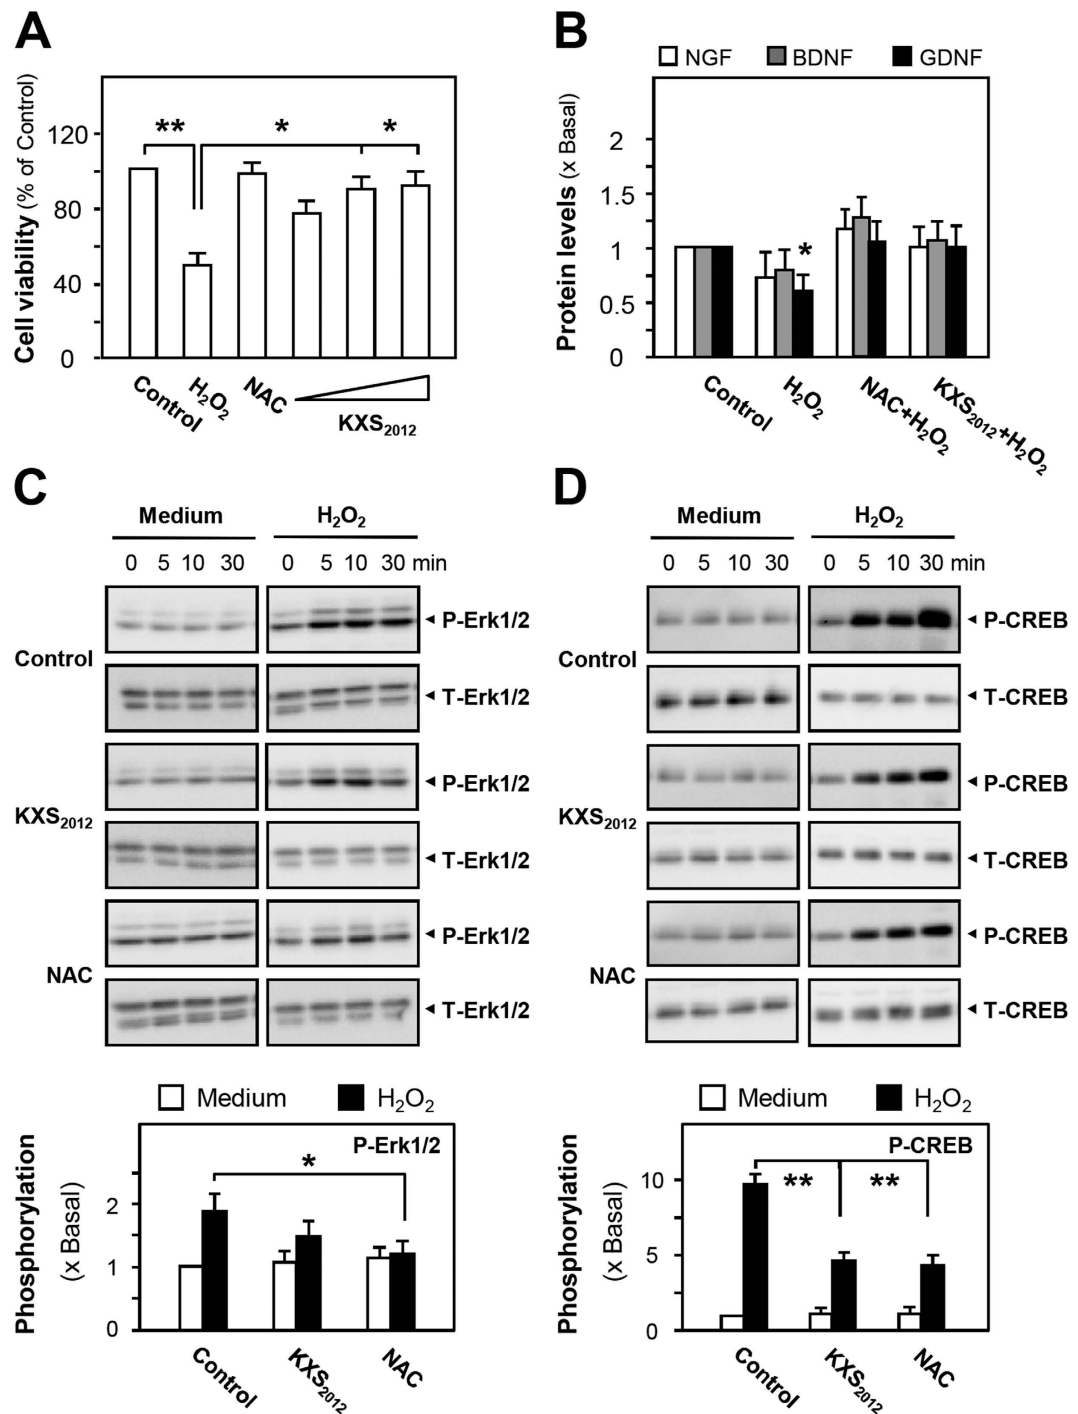 A
Cell viability (% of Control)
120
80
40
0
** * *
Control H₂O₂ NAC KXS₂₀₁₂
B
NGF BDNF GDNF
Protein levels (x Basal)
2
1.5
1
0.5
0
*
Control H₂O₂ NAC+H₂O₂ KXS₂₀₁₂+H₂O₂
C
Medium H₂O₂
0 5 10 30 0 5 10 30 min
Control
P-Erk1/2
T-Erk1/2
KXS₂₀₁₂
P-Erk1/2
T-Erk1/2
NAC
P-Erk1/2
T-Erk1/2
Medium H₂O₂
P-Erk1/2
Phosphorylation
(x Basal)
2
1
0
*
Control KXS₂₀₁₂ NAC
D
Medium H₂O₂
0 5 10 30 0 5 10 30 min
Control
P-CREB
T-CREB
KXS₂₀₁₂
P-CREB
T-CREB
NAC
P-CREB
T-CREB
Medium H₂O₂
P-CREB
Phosphorylation
(x Basal)
10
5
0
** **
Control KXS₂₀₁₂ NAC